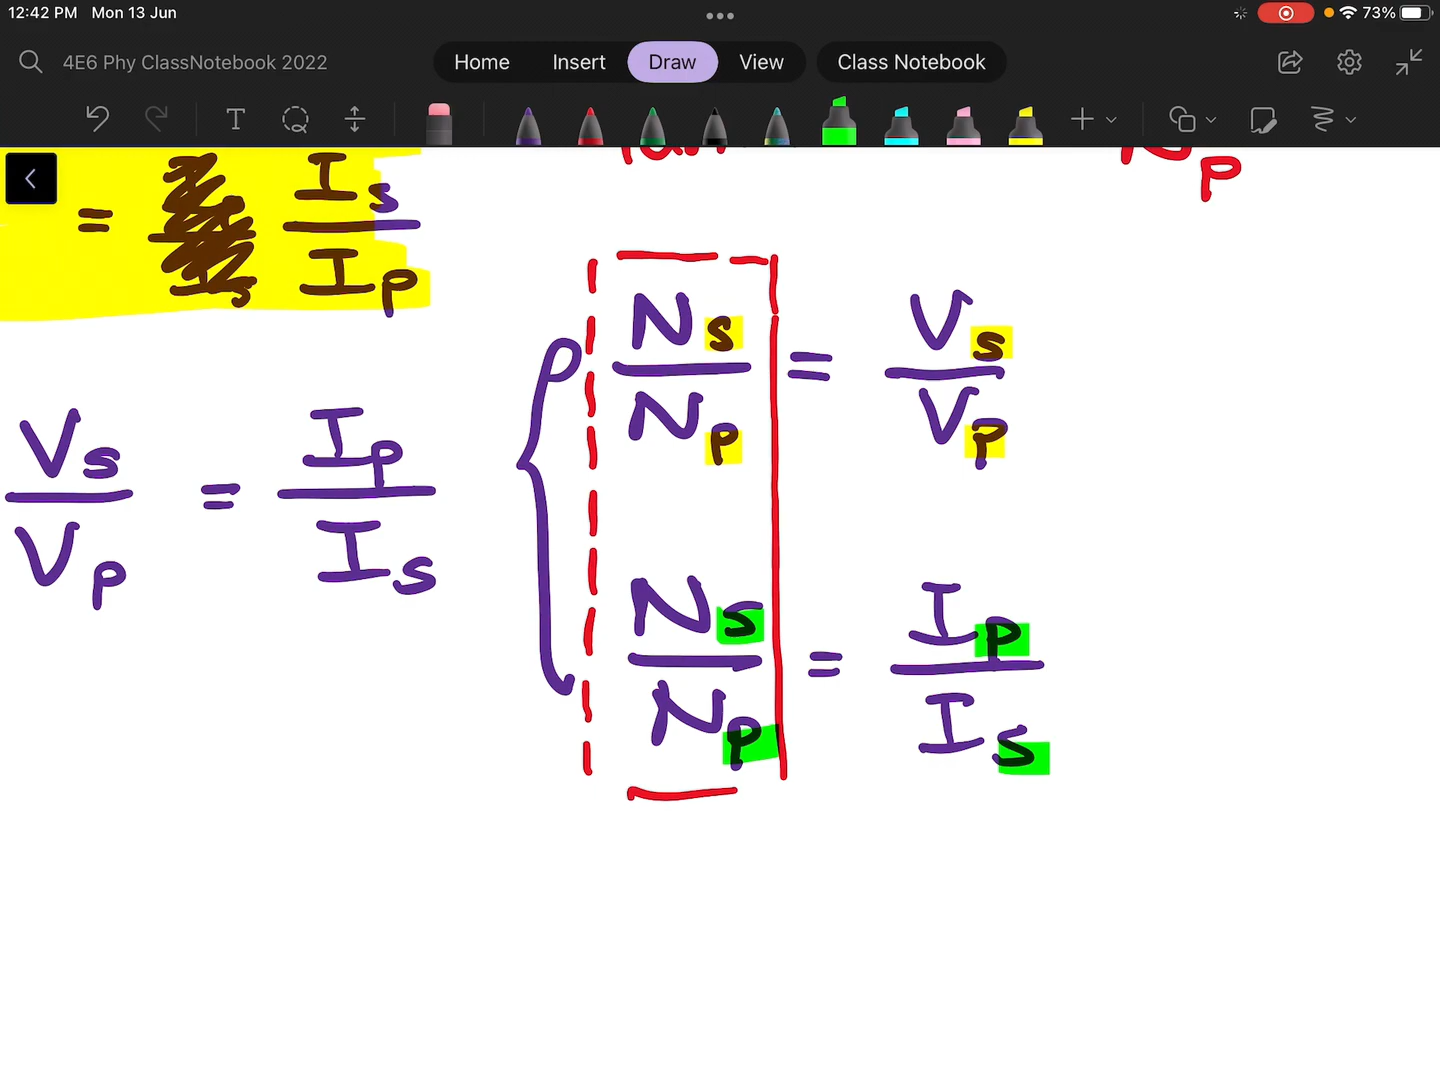 12:42 PM Mon 13 Jun
73%
4E6 Phy ClassNotebook 2022
Home Insert Draw View Class Notebook
T
p
= Is/Ip
Ns/Np = Vs/Vp
Vs/Vp = Ip/Is
Ns/Np = Ip/Is